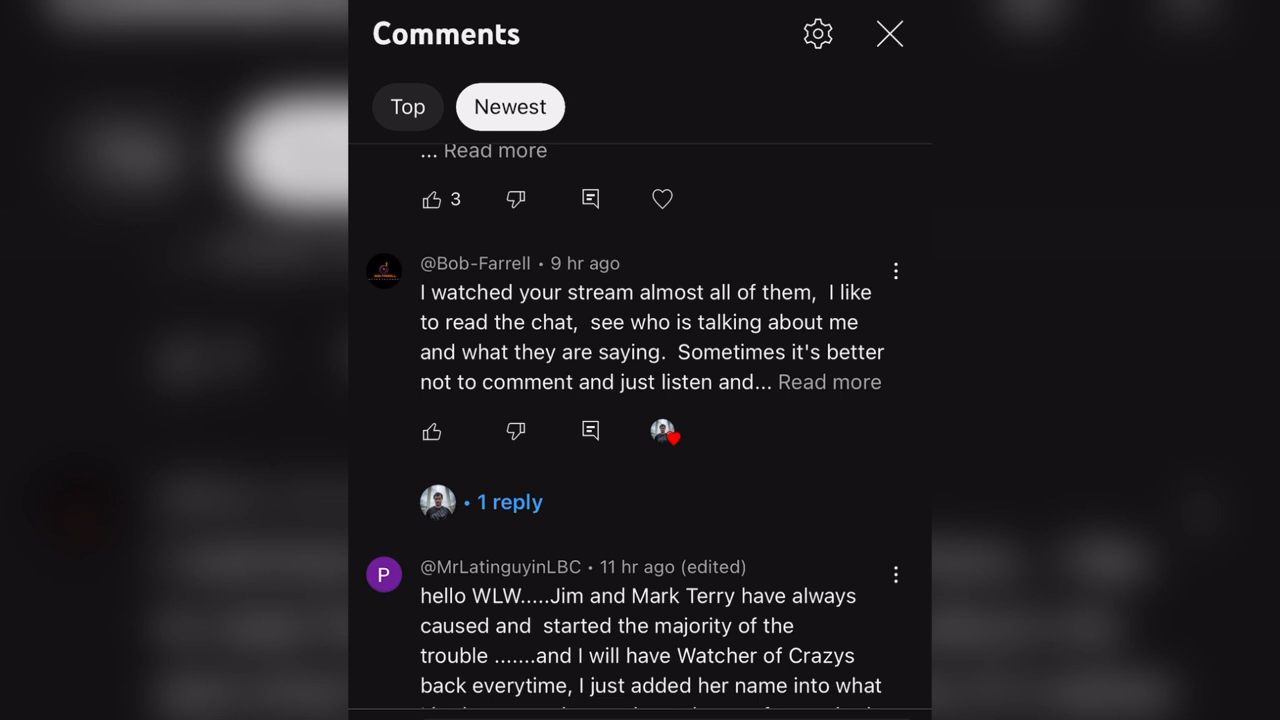 Comments
Top
Newest
... Read more
3
@Bob-Farrell • 9 hr ago
I watched your stream almost all of them,  I like
to read the chat,  see who is talking about me
and what they are saying.  Sometimes it's better
not to comment and just listen and... Read more
• 1 reply
P
@MrLatinguyinLBC • 11 hr ago (edited)
hello WLW.....Jim and Mark Terry have always
caused and  started the majority of the
trouble .......and I will have Watcher of Crazys
back everytime, I just added her name into what